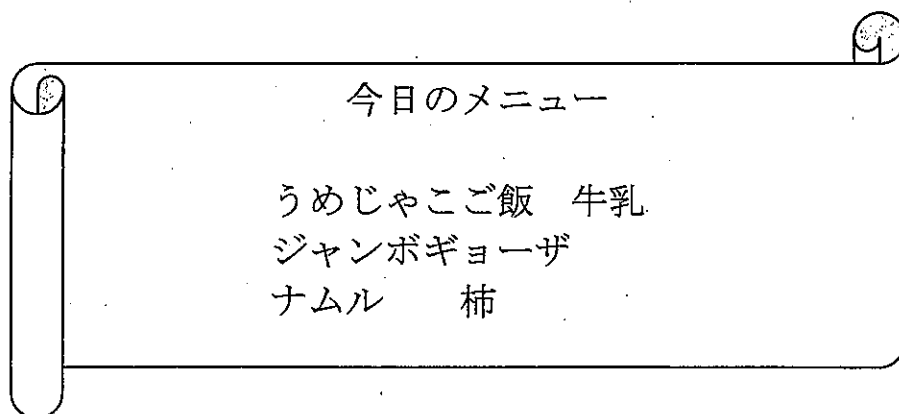 今日のメニュー
うめじゃこご飯　牛乳
ジャンボギョーザ
ナムル　　柿